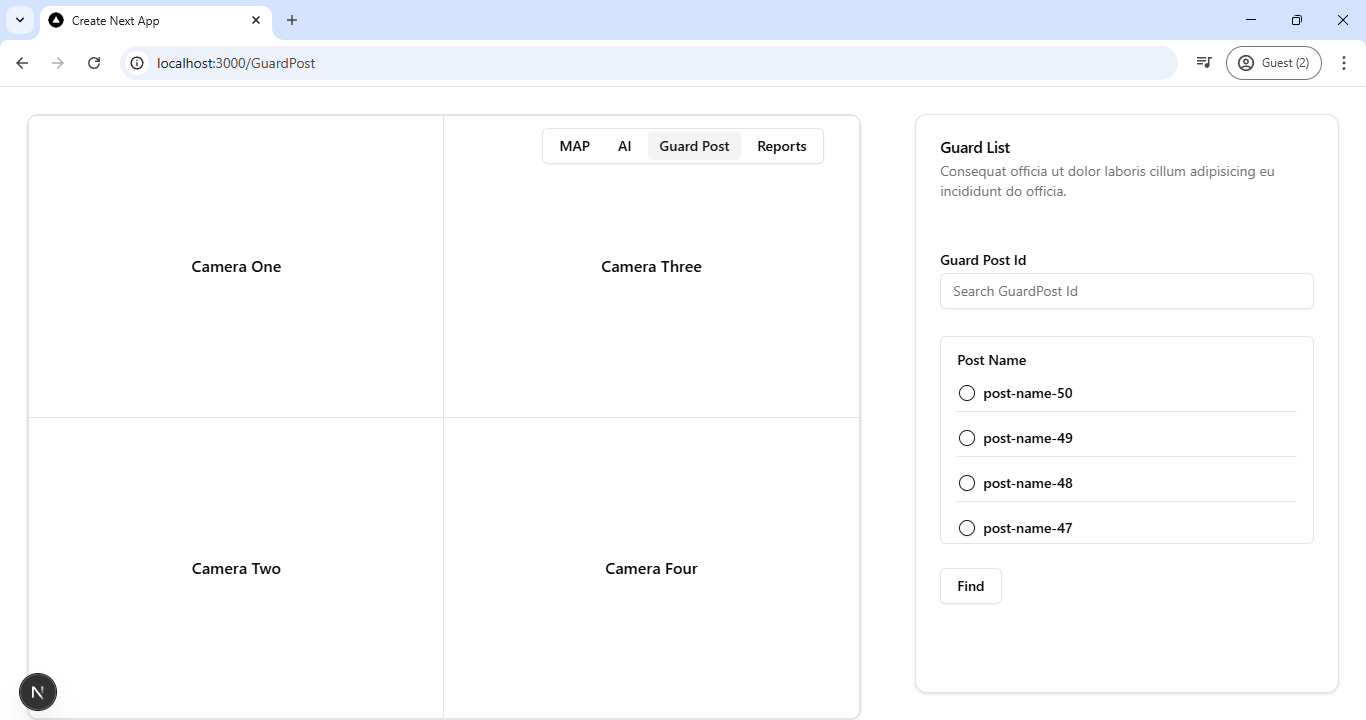 Create Next App
localhost:3000/GuardPost
Guest (2)
MAP
AI
Guard Post
Reports
Camera One
Camera Three
Camera Two
Camera Four
N
Guard List
Consequat officia ut dolor laboris cillum adipisicing eu
incididunt do officia.
Guard Post Id
Search GuardPost Id
Post Name
post-name-50
post-name-49
post-name-48
post-name-47
Find